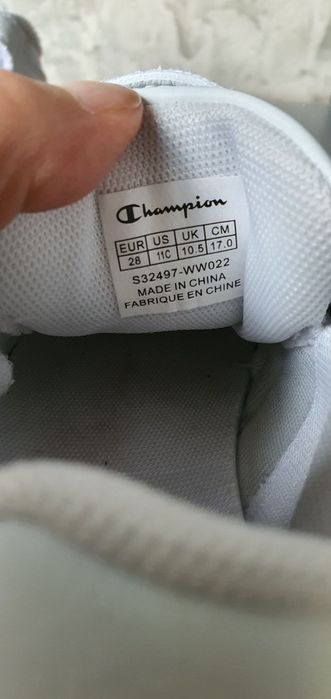 Champion
EUR US UK CM
28 11C 10.5 17.0
S32497-WW022
MADE IN CHINA
FABRIQUE EN CHINE